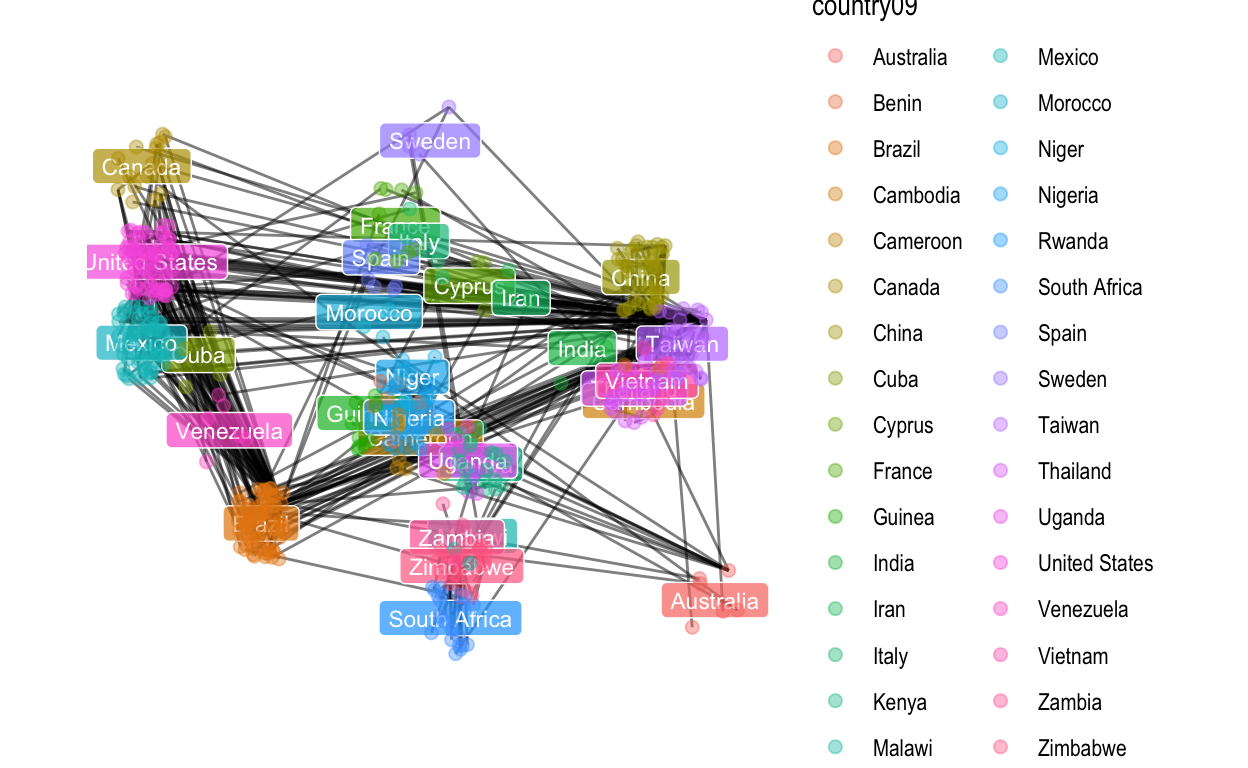 country09
Australia
Benin
Brazil
Cambodia
Cameroon
Canada
China
Cuba
Cyprus
France
Guinea
India
Iran
Italy
Kenya
Malawi
Mexico
Morocco
Niger
Nigeria
Rwanda
South Africa
Spain
Sweden
Taiwan
Thailand
Uganda
United States
Venezuela
Vietnam
Zambia
Zimbabwe
Sweden
Canada
France
Italy
United States
Spain
China
Cyprus
Iran
Morocco
Mexico
Taiwan
India
Cuba
Niger
Vietnam
Cambodia
Nigeria
Venezuela
Cameroon
Uganda
Brazil
Zambia
Zimbabwe
Australia
South Africa